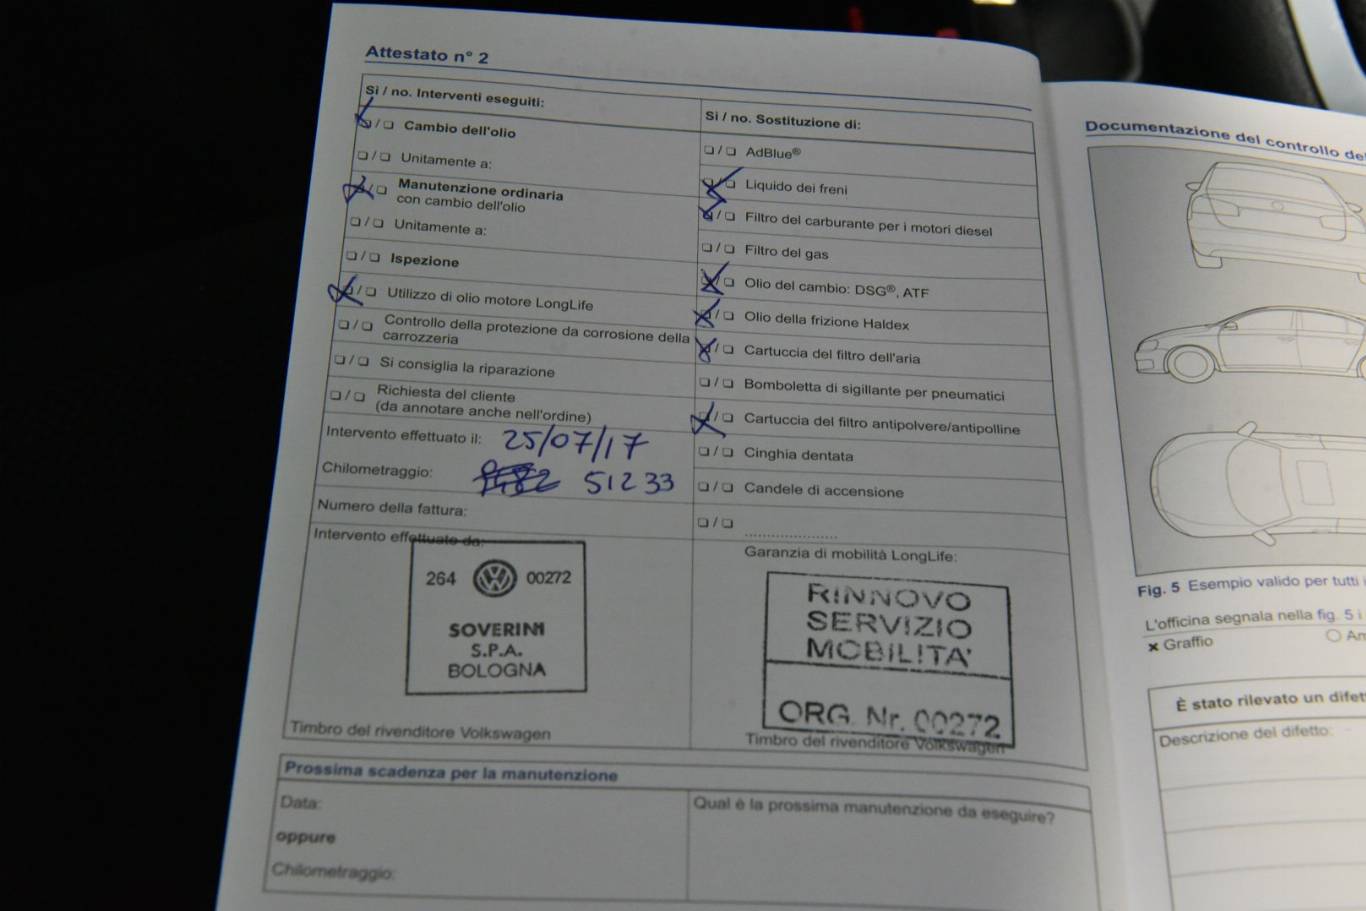 Attestato n° 2
Si / no. Interventi eseguiti:
Cambio dell'olio
Unitamente a:
Manutenzione ordinaria
con cambio dell'olio
Unitamente a:
Ispezione
Utilizzo di olio motore LongLife
Controllo della protezione da corrosione della
carrozzeria
Si consiglia la riparazione
Richiesta del cliente
(da annotare anche nell'ordine)
Intervento effettuato il: 25/07/17
Chilometraggio: 51233
Numero della fattura:
Intervento effettuato da:
264 00272
SOVERINI
S.P.A.
BOLOGNA
Timbro del rivenditore Volkswagen
Si / no. Sostituzione di:
AdBlue®
Liquido dei freni
Filtro del carburante per i motori diesel
Filtro del gas
Olio del cambio: DSG®, ATF
Olio della frizione Haldex
Cartuccia del filtro dell'aria
Bomboletta di sigillante per pneumatici
Cartuccia del filtro antipolvere/antipolline
Cinghia dentata
Candele di accensione
Garanzia di mobilità LongLife:
RINNOVO
SERVIZIO
MOBILITA'
ORG. Nr. 00272
Timbro del rivenditore Volkswagen
Prossima scadenza per la manutenzione
Data:
oppure
Chilometraggio:
Qual è la prossima manutenzione da eseguire?
Documentazione del controllo de
Fig. 5 Esempio valido per tutti i
L'officina segnala nella fig. 5 i
x Graffio
Am
È stato rilevato un difet
Descrizione del difetto: